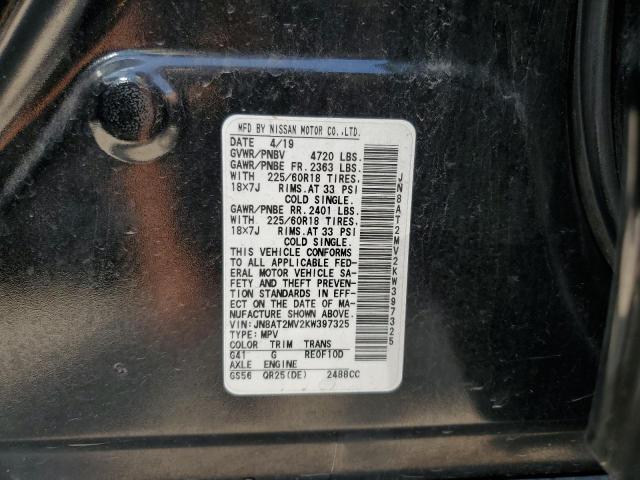 MFD BY NISSAN MOTOR CO.,LTD.
DATE 4/19
GVWR/PNBV 4720 LBS.
GAWR/PNBE FR. 2363 LBS.
WITH 225/60R18 TIRES.
18X7J RIMS. AT 33 PSI
COLD SINGLE.
GAWR/PNBE RR. 2401 LBS.
WITH 225/60R18 TIRES.
18X7J RIMS. AT 33 PSI
COLD SINGLE.
THIS VEHICLE CONFORMS
TO ALL APPLICABLE FED-
ERAL MOTOR VEHICLE SA-
FETY AND THEFT PREVEN-
TION STANDARDS IN EFF-
ECT ON THE DATE OF MA-
NUFACTURE SHOWN ABOVE.
VIN: JN8AT2MV2KW397325
TYPE: MPV
COLOR TRIM TRANS
G41 G RE0F10D
AXLE ENGINE
GS56 QR25(DE) 2488CC
JN8AT2MV2KW397325